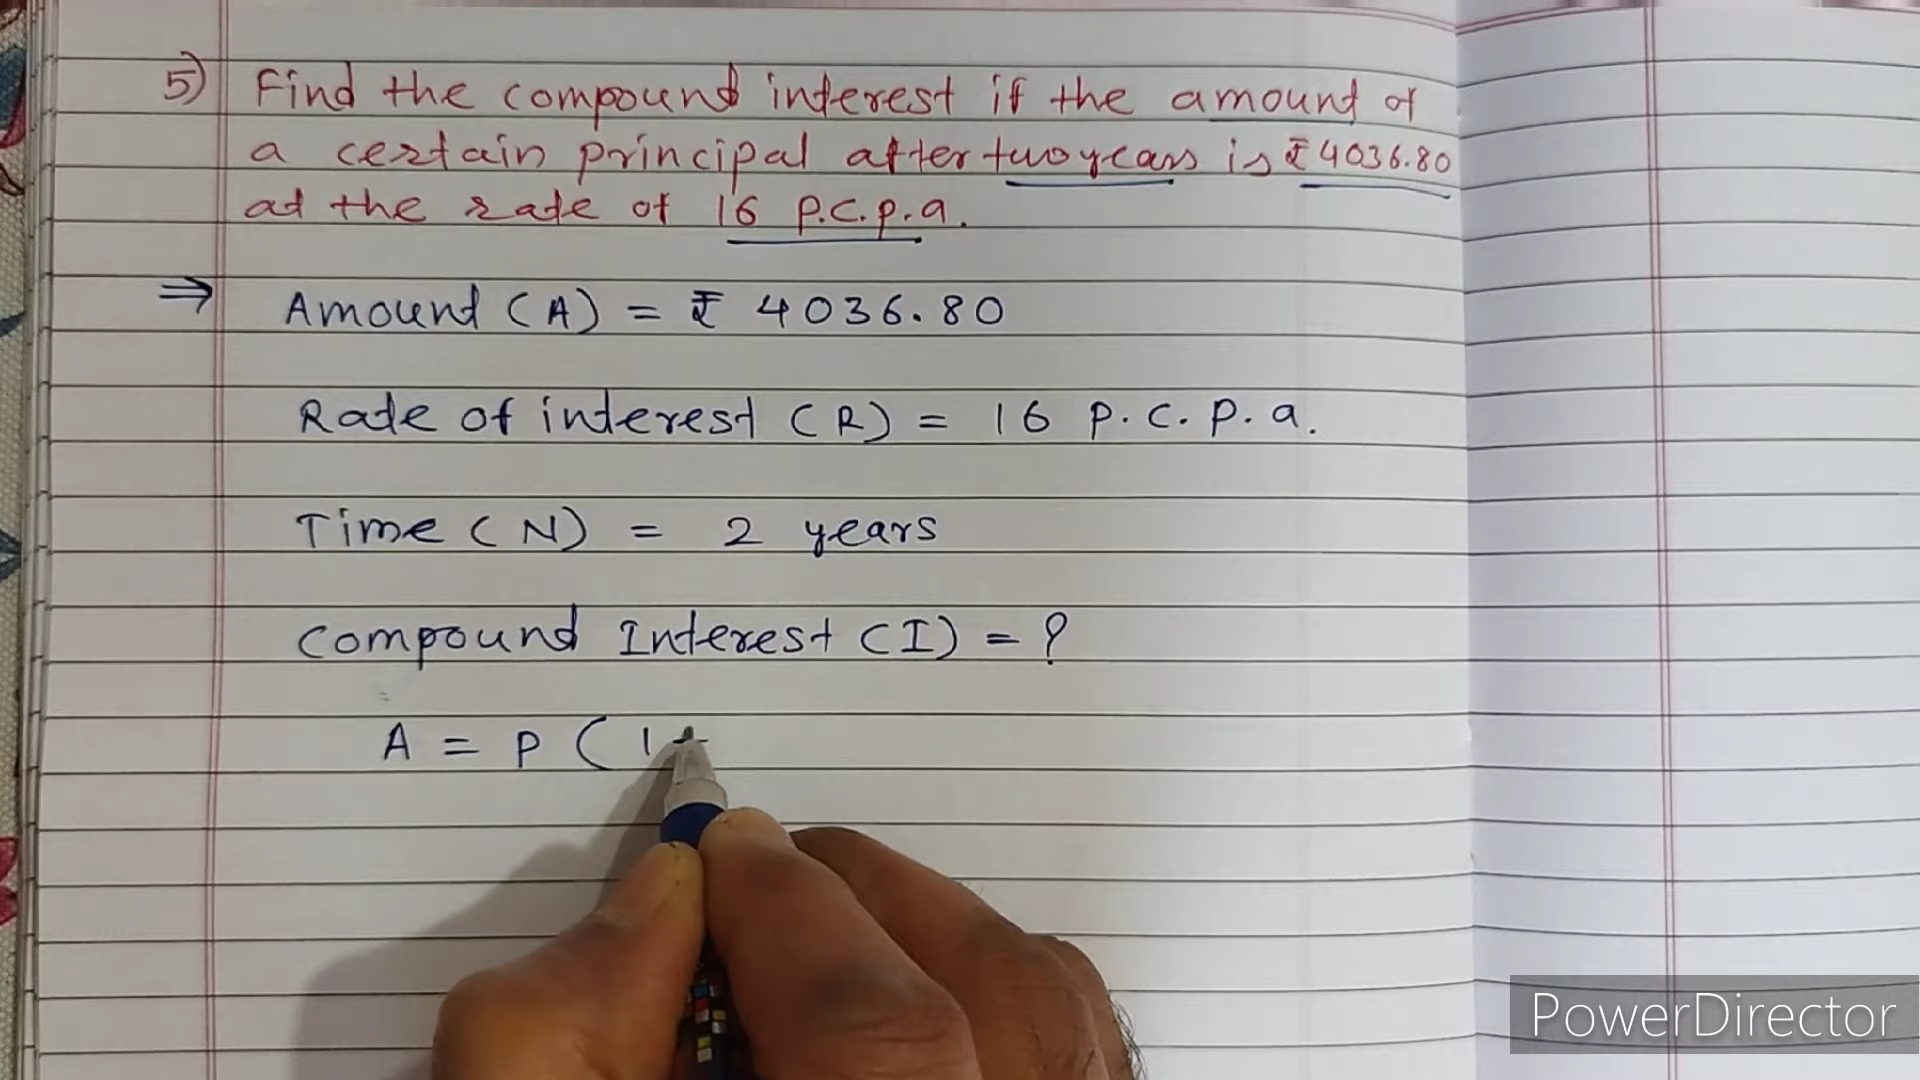 5) Find the compound interest if the amount of
a certain principal after two years is ₹ 4036.80
at the rate of 16 p.c.p.a.
⇒ Amount (A) = ₹ 4036.80
Rate of interest (R) = 16 p.c.p.a.
Time (N) = 2 years
Compound Interest (I) = ?
A = P ( 1 +
PowerDirector